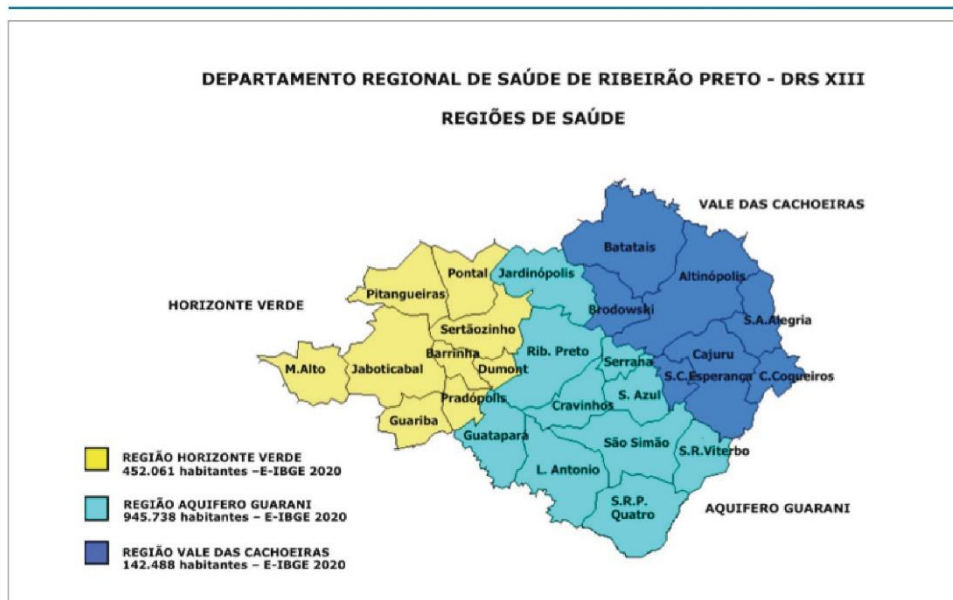 DEPARTAMENTO REGIONAL DE SAÚDE DE RIBEIRÃO PRETO - DRS XIII
REGIÕES DE SAÚDE
VALE DAS CACHOEIRAS
Batatais
Altinópolis
Jardinópolis
Pontal
Pitangueiras
HORIZONTE VERDE
Brodowski
S.A.Alegria
Sertãozinho
Rib. Preto
Barrinha
Serrana
Cajuru
M.Alto
Jaboticabal
Dumont
S.C.Esperança
C.Coqueiros
S. Azul
Pradópolis
Cravinhos
Guariba
Guatapará
São Simão
S.R.Viterbo
L. Antonio
S.R.P.
Quatro
AQUIFERO GUARANI
REGIÃO HORIZONTE VERDE
452.061 habitantes –E-IBGE 2020
REGIÃO AQUIFERO GUARANI
945.738 habitantes – E-IBGE 2020
REGIÃO VALE DAS CACHOEIRAS
142.488 habitantes – E-IBGE 2020